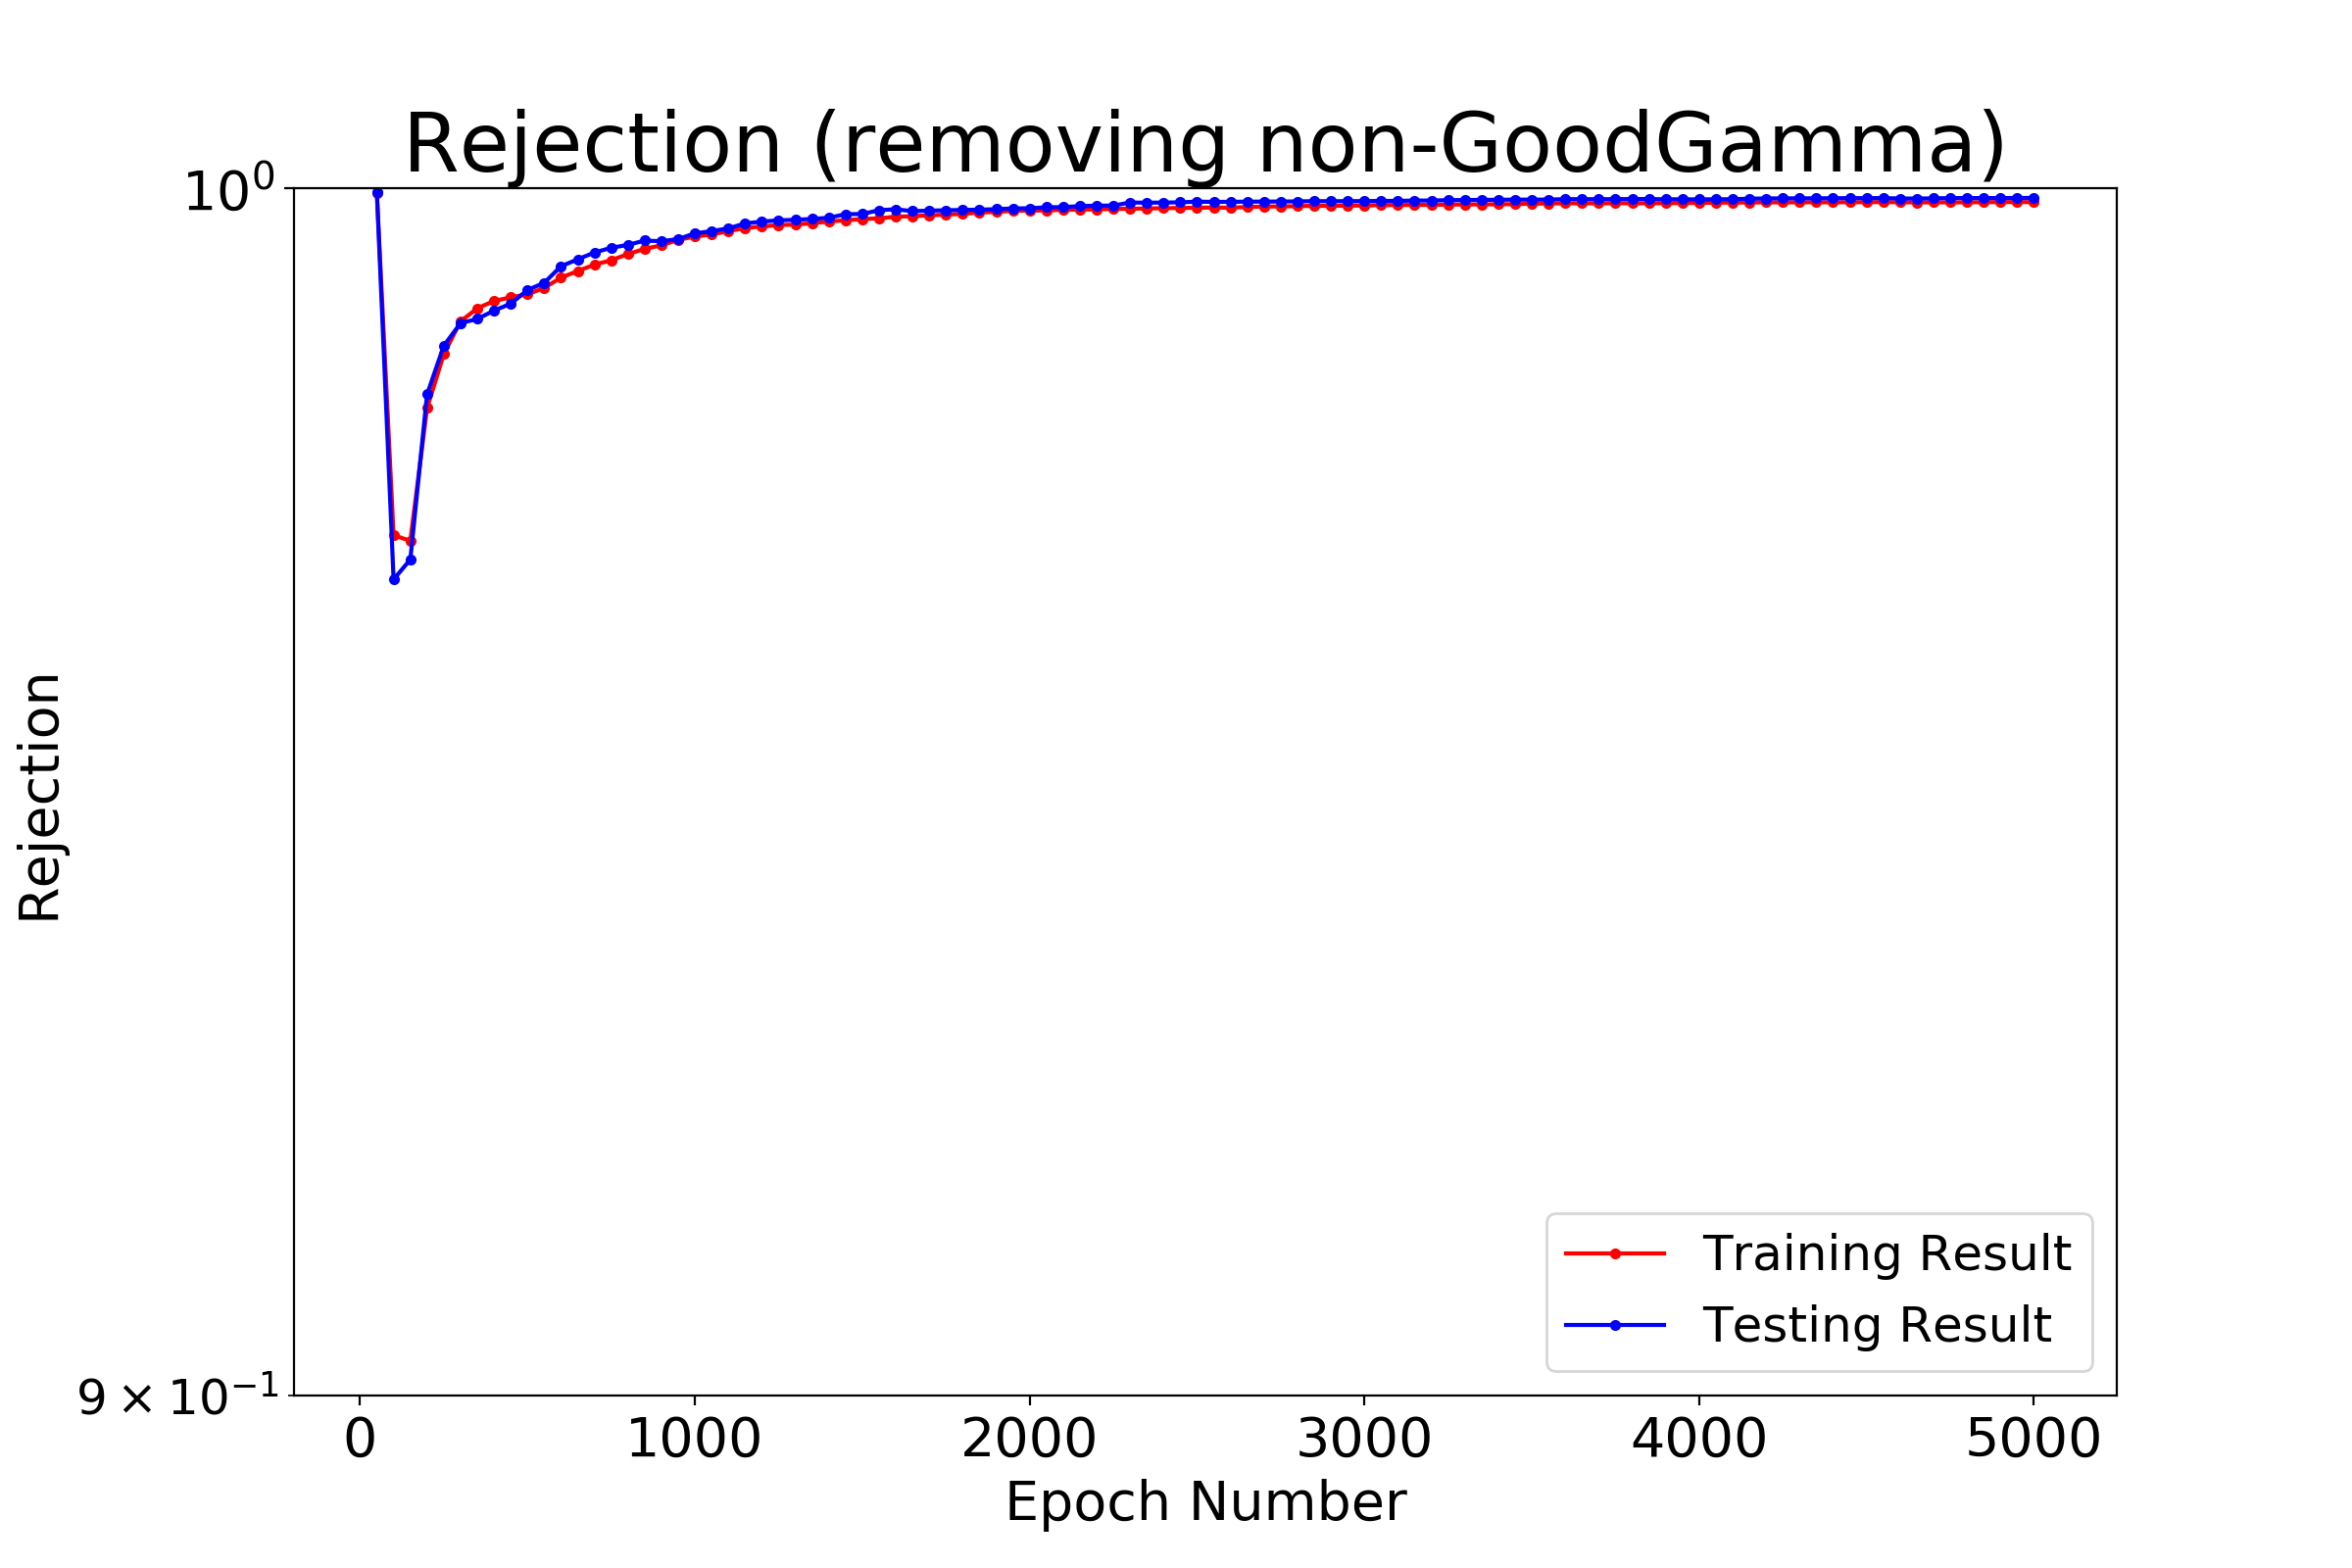 Rejection (removing non-GoodGamma)
10⁰
Rejection
9 × 10⁻¹
Training Result
Testing Result
0 1000 2000 3000 4000 5000
Epoch Number